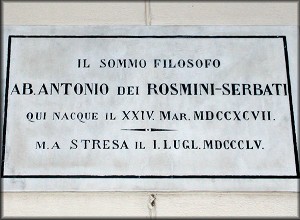 IL SOMMO FILOSOFO
AB. ANTONIO DEI ROSMINI-SERBATI
QUI NACQUE IL XXIV. MAR. MDCCXCVII.
M. A STRESA IL I. LUGL. MDCCCLV.